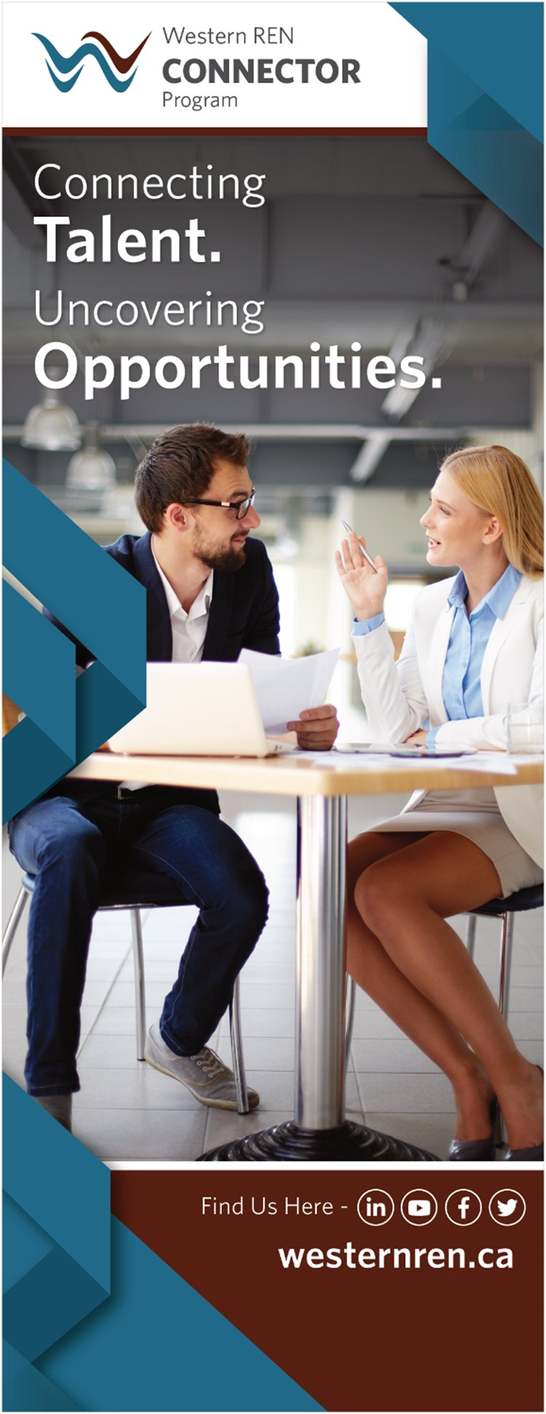 Western REN
CONNECTOR
Program
Connecting
Talent.
Uncovering
Opportunities.
Find Us Here -
westernren.ca